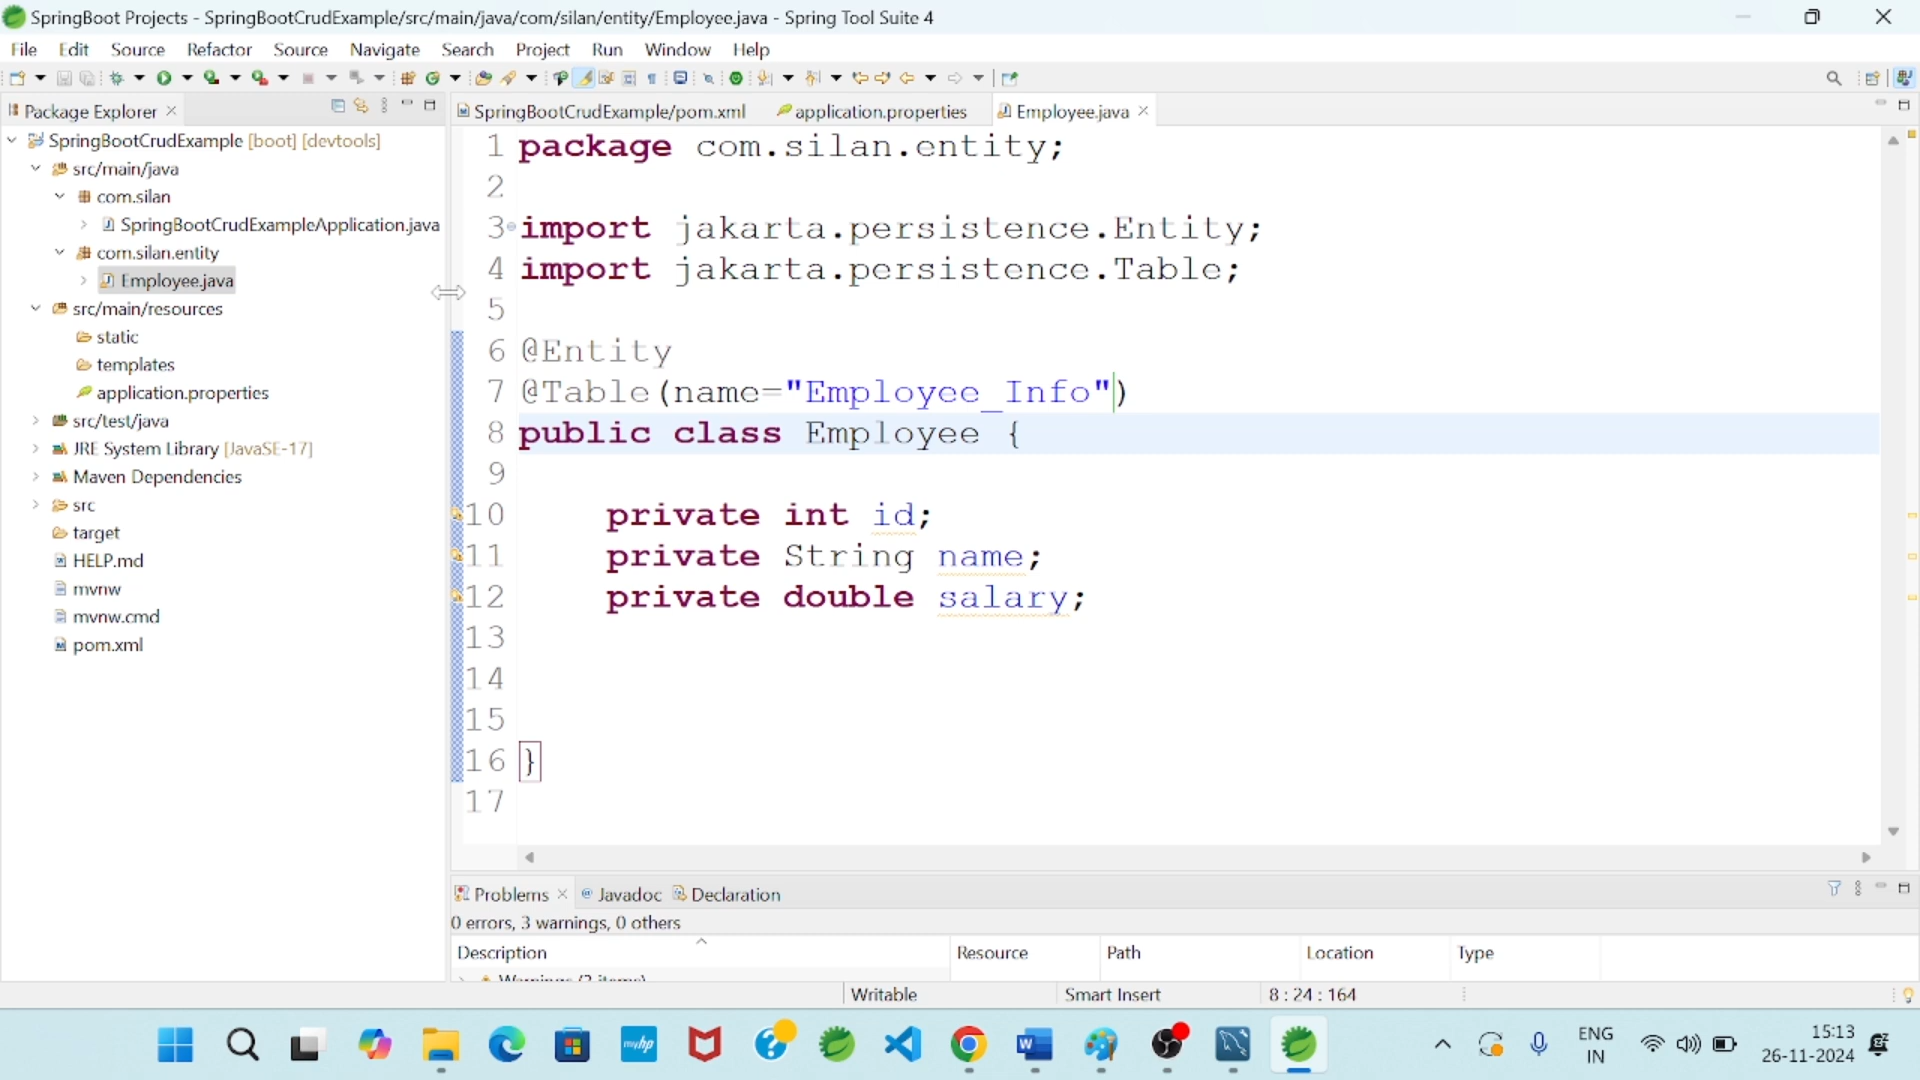 SpringBoot Projects - SpringBootCrudExample/src/main/java/com/silan/entity/Employee.java - Spring Tool Suite 4
File Edit Source Refactor Source Navigate Search Project Run Window Help
Package Explorer
SpringBootCrudExample [boot] [devtools]
src/main/java
com.silan
SpringBootCrudExampleApplication.java
com.silan.entity
Employee.java
src/main/resources
static
templates
application.properties
src/test/java
JRE System Library [JavaSE-17]
Maven Dependencies
src
target
HELP.md
mvnw
mvnw.cmd
pom.xml
SpringBootCrudExample/pom.xml application.properties Employee.java
1 package com.silan.entity;
2
3 import jakarta.persistence.Entity;
4 import jakarta.persistence.Table;
5
6 @Entity
7 @Table(name="Employee_Info")
8 public class Employee {
9
10 private int id;
11 private String name;
12 private double salary;
13
14
15
16 }
17
Problems @ Javadoc Declaration
0 errors, 3 warnings, 0 others
Description Resource Path Location Type
Warnings (3 items)
Writable Smart Insert 8 : 24 : 164
myhp
ENG
IN
15:13
26-11-2024